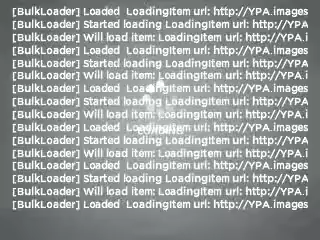 [BulkLoader] Loaded LoadingItem url: http://YPA.images
[BulkLoader] Started loading LoadingItem url: http://YPA
[BulkLoader] Will load item: LoadingItem url: http://YPA.i
[BulkLoader] Loaded LoadingItem url: http://YPA.images
[BulkLoader] Started loading LoadingItem url: http://YPA
[BulkLoader] Will load item: LoadingItem url: http://YPA.i
[BulkLoader] Loaded LoadingItem url: http://YPA.images
[BulkLoader] Started loading LoadingItem url: http://YPA
[BulkLoader] Will load item: LoadingItem url: http://YPA.i
[BulkLoader] Loaded LoadingItem url: http://YPA.images
[BulkLoader] Started loading LoadingItem url: http://YPA
[BulkLoader] Will load item: LoadingItem url: http://YPA.i
[BulkLoader] Loaded LoadingItem url: http://YPA.images
[BulkLoader] Started loading LoadingItem url: http://YPA
[BulkLoader] Will load item: LoadingItem url: http://YPA.i
[BulkLoader] Loaded LoadingItem url: http://YPA.images